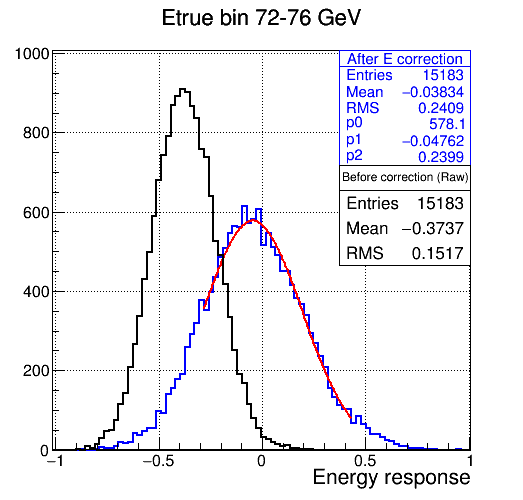 Etrue bin 72-76 GeV
After E correction
Entries 15183
Mean −0.03834
RMS 0.2409
p0 578.1
p1 −0.04762
p2 0.2399
Before correction (Raw)
Entries 15183
Mean −0.3737
RMS 0.1517
1000
800
600
400
200
0
−1 −0.5 0 0.5 1
Energy response